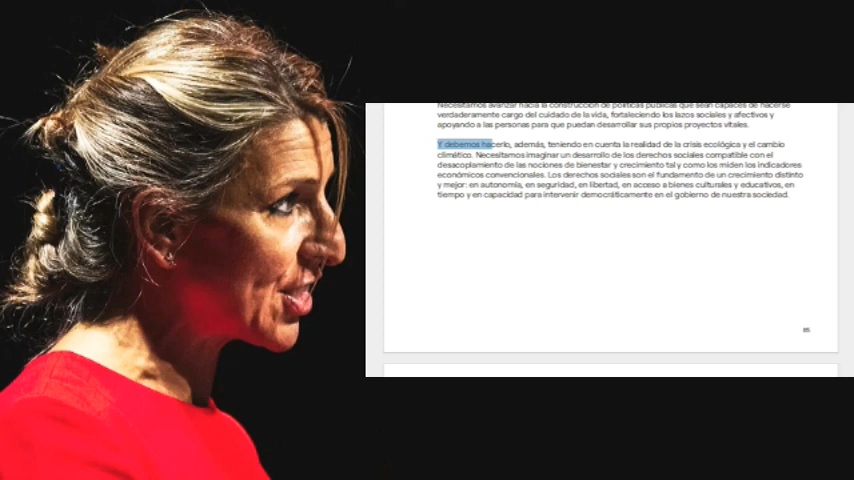 Necesitamos avanzar hacia la construcción de políticas públicas que sean capaces de hacerse
verdaderamente cargo del cuidado de la vida, fortaleciendo los lazos sociales y afectivos y
apoyando a las personas para que puedan desarrollar sus propios proyectos vitales.
Y debemos hacerlo, además, teniendo en cuenta la realidad de la crisis ecológica y el cambio
climático. Necesitamos imaginar un desarrollo de los derechos sociales compatible con el
desacoplamiento de las nociones de bienestar y crecimiento tal y como los miden los indicadores
económicos convencionales. Los derechos sociales son el fundamento de un crecimiento distinto
y mejor: en autonomía, en seguridad, en libertad, en acceso a bienes culturales y educativos, en
tiempo y en capacidad para intervenir democráticamente en el gobierno de nuestra sociedad.
85